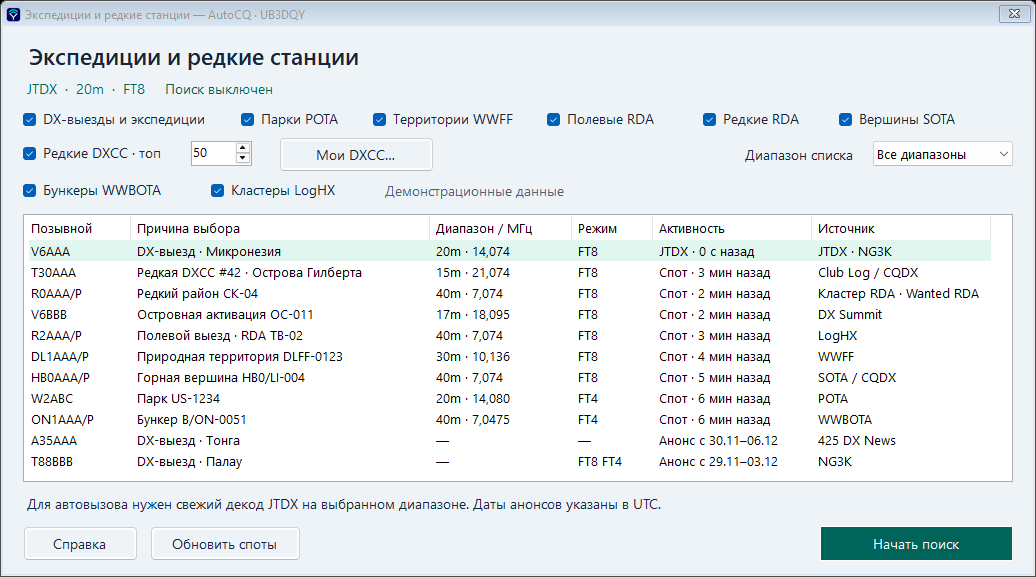 Экспедиции и редкие станции — AutoCQ · UB3DQY
Экспедиции и редкие станции
JTDX · 20m · FT8 Поиск выключен
DX-выезды и экспедиции Парки POTA Территории WWFF Полевые RDA Редкие RDA Вершины SOTA
Редкие DXCC · топ 50 Мои DXCC... Диапазон списка Все диапазоны
Бункеры WWBOTA Кластеры LogHX Демонстрационные данные
Позывной Причина выбора Диапазон / МГц Режим Активность Источник
V6AAA DX-выезд · Микронезия 20m · 14,074 FT8 JTDX · 0 с назад JTDX · NG3K
T30AAA Редкая DXCC #42 · Острова Гилберта 15m · 21,074 FT8 Спот · 3 мин назад Club Log / CQDX
R0AAA/P Редкий район СК-04 40m · 7,074 FT8 Спот · 2 мин назад Кластер RDA · Wanted RDA
V6BBB Островная активация OC-011 17m · 18,095 FT8 Спот · 2 мин назад DX Summit
R2AAA/P Полевой выезд · RDA TB-02 40m · 7,074 FT8 Спот · 3 мин назад LogHX
DL1AAA/P Природная территория DLFF-0123 30m · 10,136 FT8 Спот · 4 мин назад WWFF
HB0AAA/P Горная вершина HB0/LI-004 40m · 7,074 FT8 Спот · 5 мин назад SOTA / CQDX
W2ABC Парк US-1234 20m · 14,080 FT4 Спот · 6 мин назад POTA
ON1AAA/P Бункер B/ON-0051 40m · 7,0475 FT4 Спот · 6 мин назад WWBOTA
A35AAA DX-выезд · Тонга — — Анонс с 30.11–06.12 425 DX News
T88BBB DX-выезд · Палау — FT8 FT4 Анонс с 29.11–03.12 NG3K
Для автовызова нужен свежий декод JTDX на выбранном диапазоне. Даты анонсов указаны в UTC.
Справка Обновить споты Начать поиск